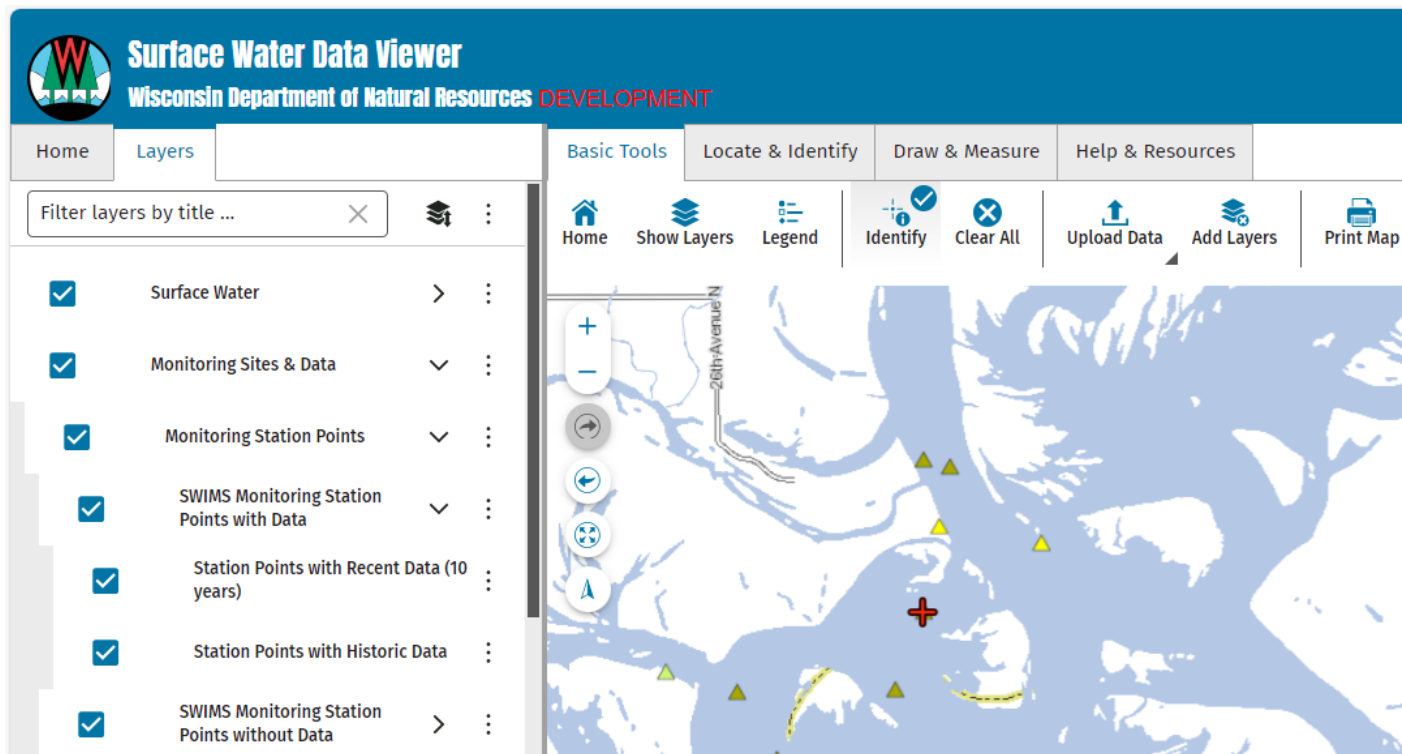 Surface Water Data Viewer
Wisconsin Department of Natural Resources DEVELOPMENT
W
Home
Layers
Basic Tools
Locate & Identify
Draw & Measure
Help & Resources
Filter layers by title ...
Home
Show Layers
Legend
Identify
Clear All
Upload Data
Add Layers
Print Map
Surface Water
Monitoring Sites & Data
Monitoring Station Points
SWIMS Monitoring Station
Points with Data
Station Points with Recent Data (10
years)
Station Points with Historic Data
SWIMS Monitoring Station
Points without Data
26th Avenue N